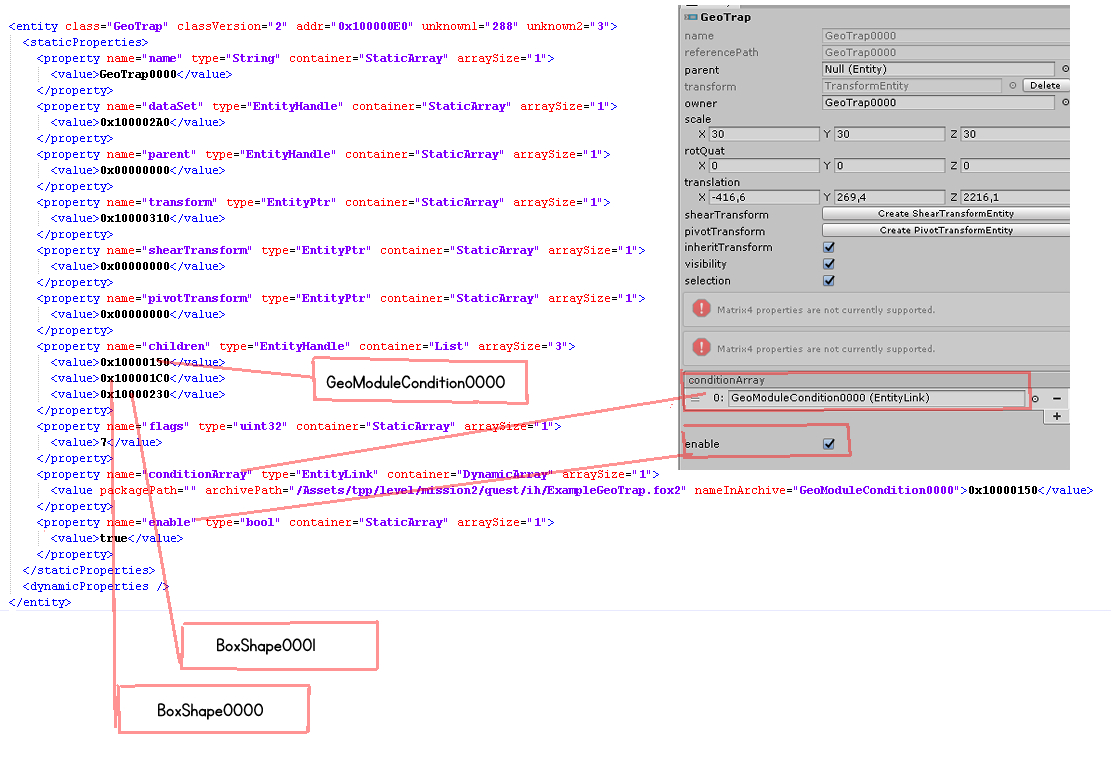 <entity class="GeoTrap" classVersion="2" addr="0x100000E0" unknown1="288" unknown2="3">
<staticProperties>
<property name="name" type="String" container="StaticArray" arraySize="1">
<value>GeoTrap0000</value>
</property>
<property name="dataSet" type="EntityHandle" container="StaticArray" arraySize="1">
<value>0x100002A0</value>
</property>
<property name="parent" type="EntityHandle" container="StaticArray" arraySize="1">
<value>0x00000000</value>
</property>
<property name="transform" type="EntityPtr" container="StaticArray" arraySize="1">
<value>0x10000310</value>
</property>
<property name="shearTransform" type="EntityPtr" container="StaticArray" arraySize="1">
<value>0x00000000</value>
</property>
<property name="pivotTransform" type="EntityPtr" container="StaticArray" arraySize="1">
<value>0x00000000</value>
</property>
<property name="children" type="EntityHandle" container="List" arraySize="3">
<value>0x10000150</value>
<value>0x100001C0</value>
<value>0x10000230</value>
</property>
<property name="flags" type="uint32" container="StaticArray" arraySize="1">
<value>7</value>
</property>
<property name="conditionArray" type="EntityLink" container="DynamicArray" arraySize="1">
<value packagePath="" archivePath="/Assets/tpp/level/mission2/quest/ih/ExampleGeoTrap.fox2" nameInArchive="GeoModuleCondition0000">0x10000150</value>
</property>
<property name="enable" type="bool" container="StaticArray" arraySize="1">
<value>true</value>
</property>
</staticProperties>
<dynamicProperties />
</entity>
GeoModuleCondition0000
BoxShape0001
BoxShape0000
GeoTrap
name GeoTrap0000
referencePath GeoTrap0000
parent Null (Entity)
transform TransformEntity Delete
owner GeoTrap0000
scale
X 30 Y 30 Z 30
rotQuat
X 0 Y 0 Z 0
translation
X -416,6 Y 269,4 Z 2216,1
shearTransform Create ShearTransformEntity
pivotTransform Create PivotTransformEntity
inheritTransform
visibility
selection
Matrix4 properties are not currently supported.
Matrix4 properties are not currently supported.
conditionArray
0: GeoModuleCondition0000 (EntityLink)
enable